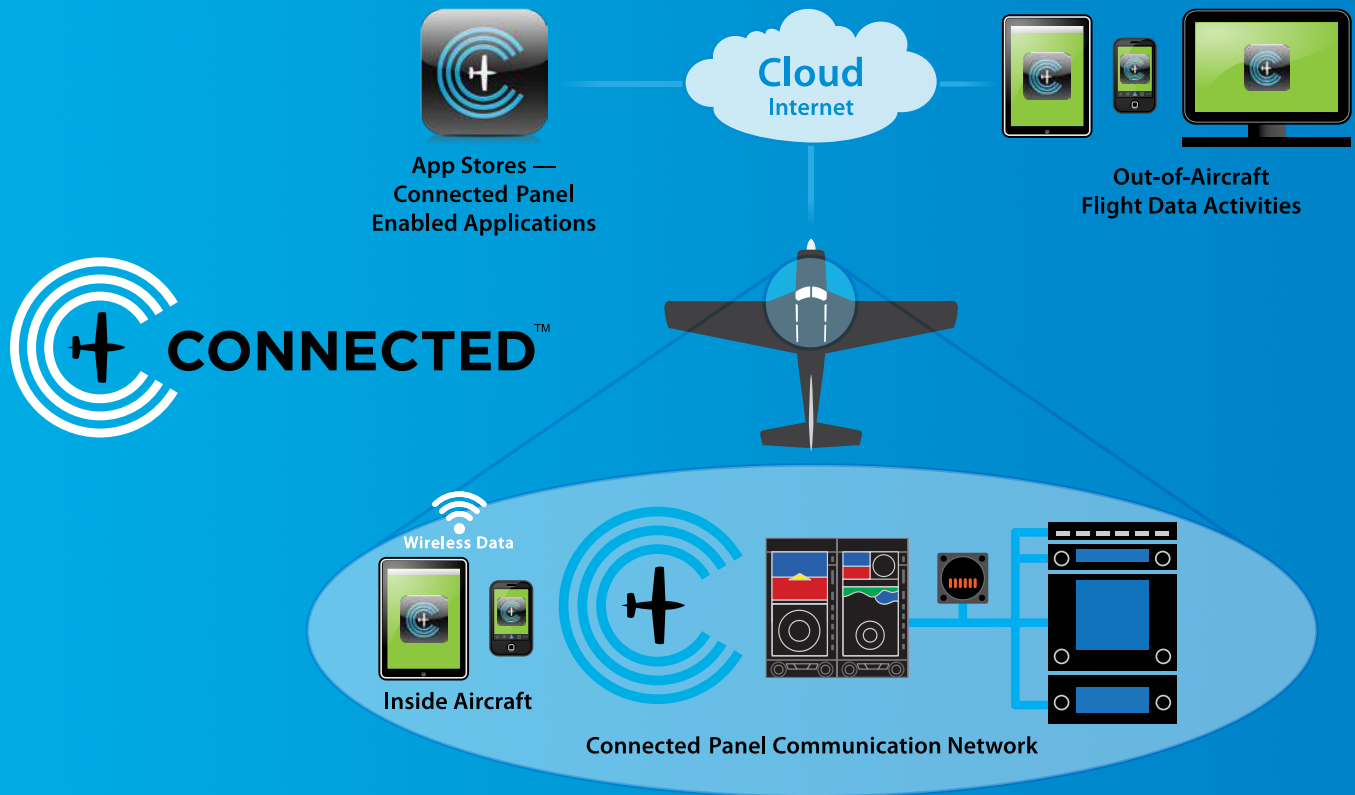 Cloud
Internet
App Stores —
Connected Panel
Enabled Applications
Out-of-Aircraft
Flight Data Activities
CONNECTED™
Wireless Data
Inside Aircraft
Connected Panel Communication Network